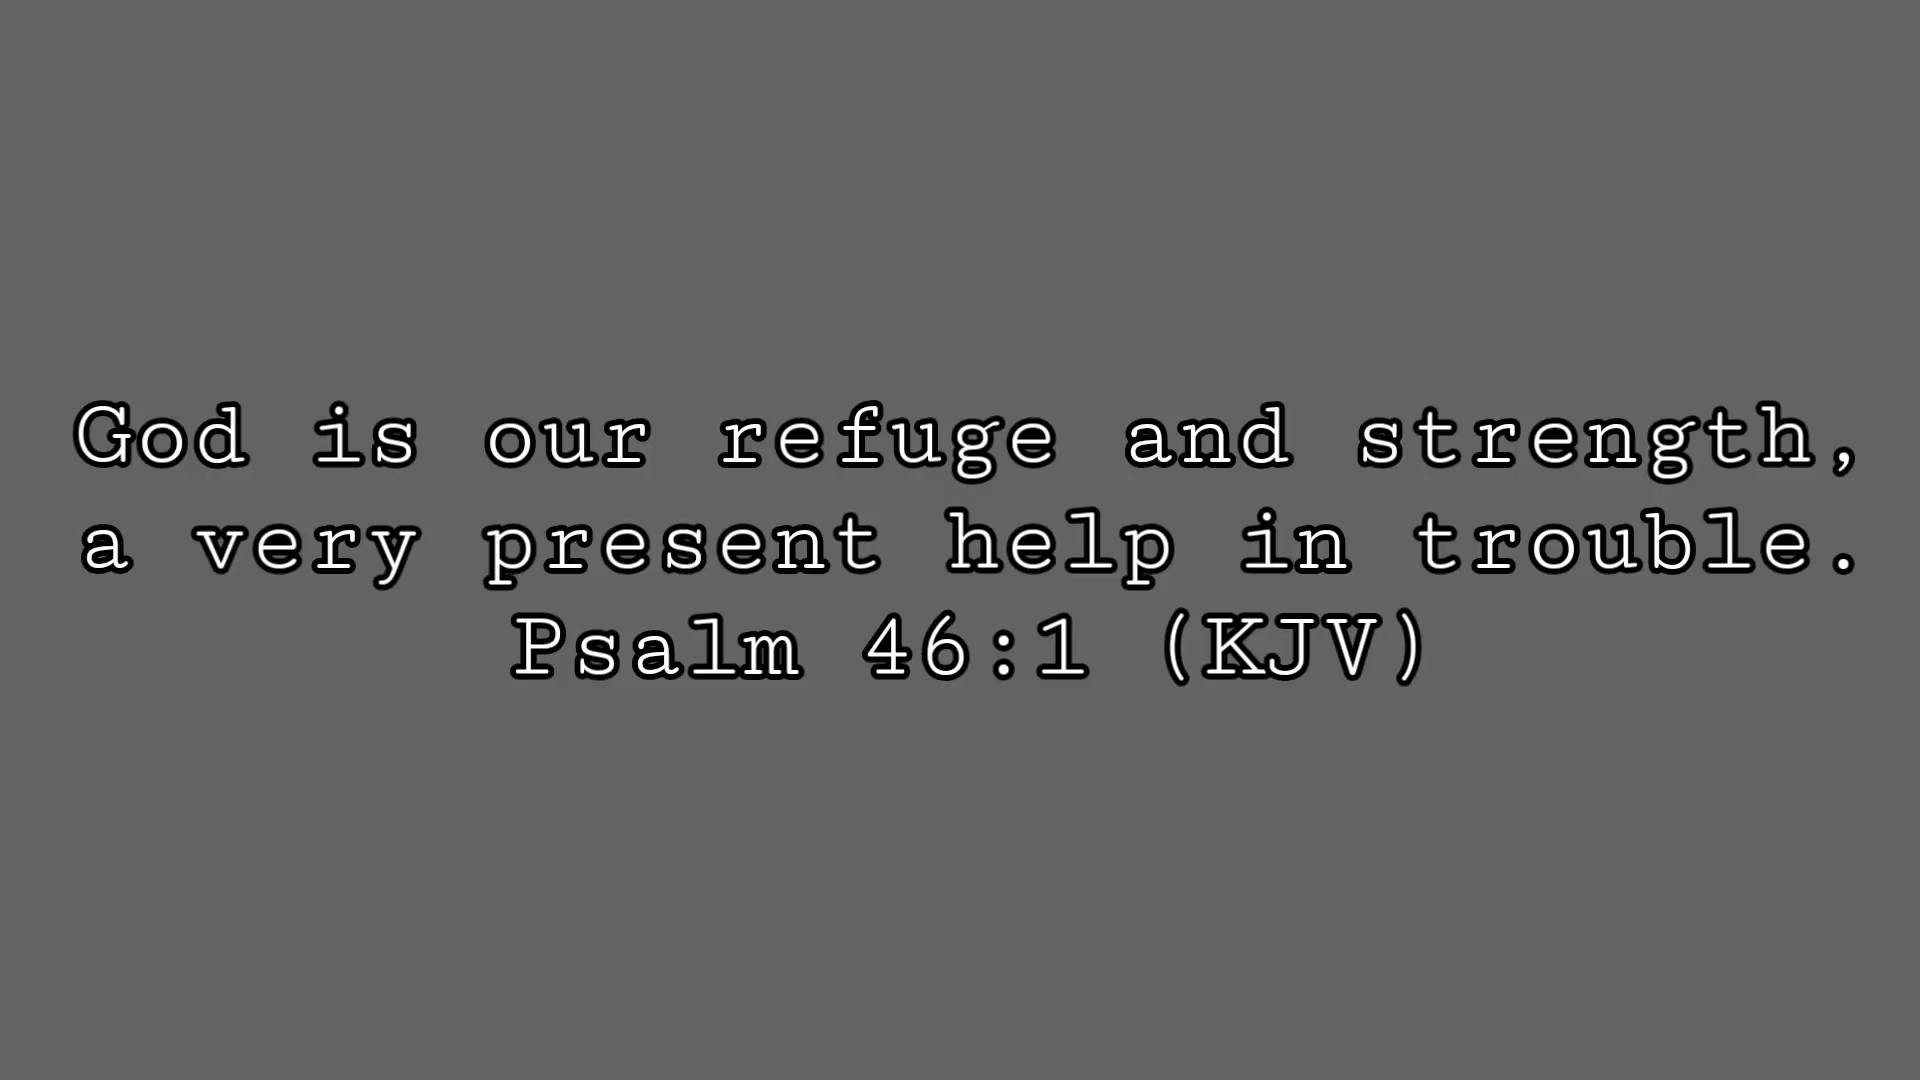 God is our refuge and strength,
a very present help in trouble.
Psalm 46:1 (KJV)